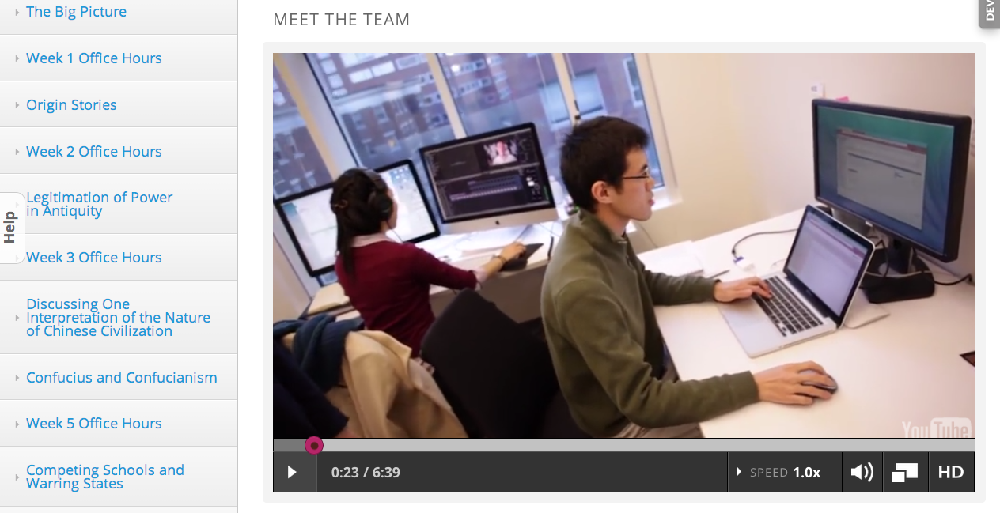 The Big Picture
Week 1 Office Hours
Origin Stories
Week 2 Office Hours
Legitimation of Power
in Antiquity
Help
Week 3 Office Hours
Discussing One
Interpretation of the Nature
of Chinese Civilization
Confucius and Confucianism
Week 5 Office Hours
Competing Schools and
Warring States
MEET THE TEAM
DEV
YouTube
0:23 / 6:39
SPEED 1.0x
HD